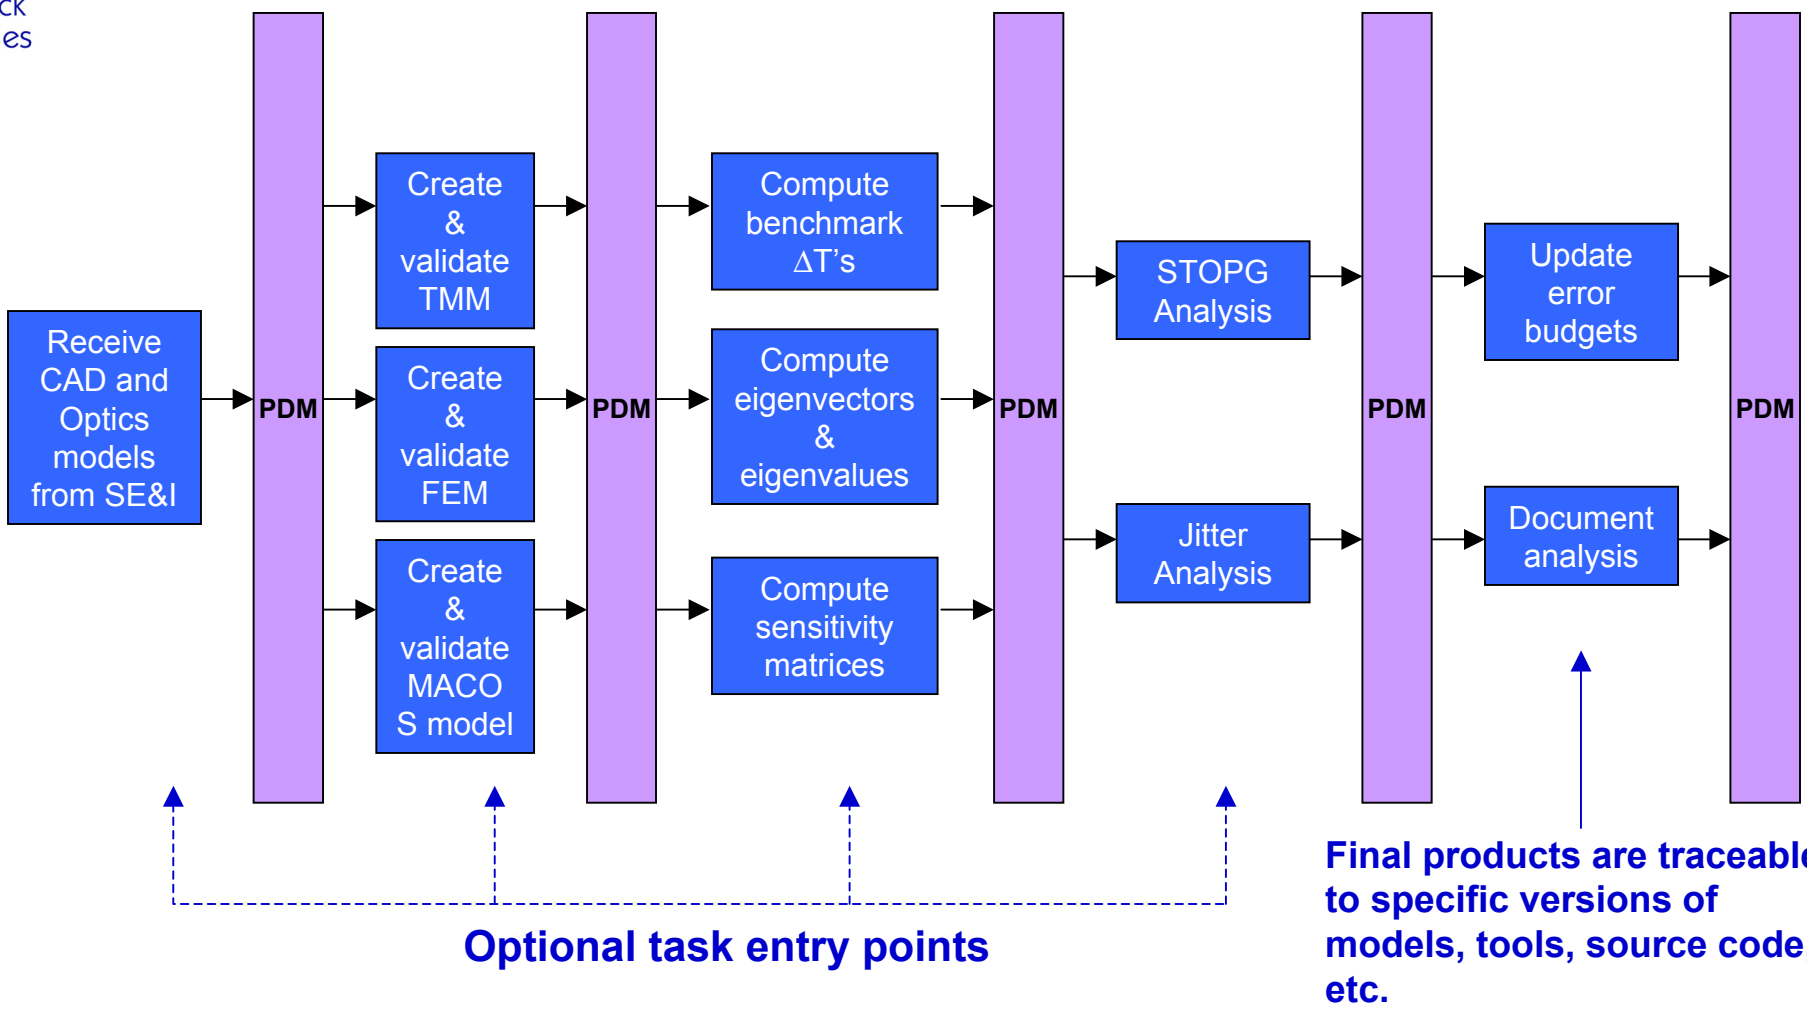 es
Receive
CAD and
Optics
models
from SE&I
PDM
Create
&
validate
TMM
Create
&
validate
FEM
Create
&
validate
MACO
S model
PDM
Compute
benchmark
ΔT’s
Compute
eigenvectors
&
eigenvalues
Compute
sensitivity
matrices
PDM
STOPG
Analysis
Jitter
Analysis
PDM
Update
error
budgets
Document
analysis
PDM
Optional task entry points
Final products are traceable
to specific versions of
models, tools, source code,
etc.